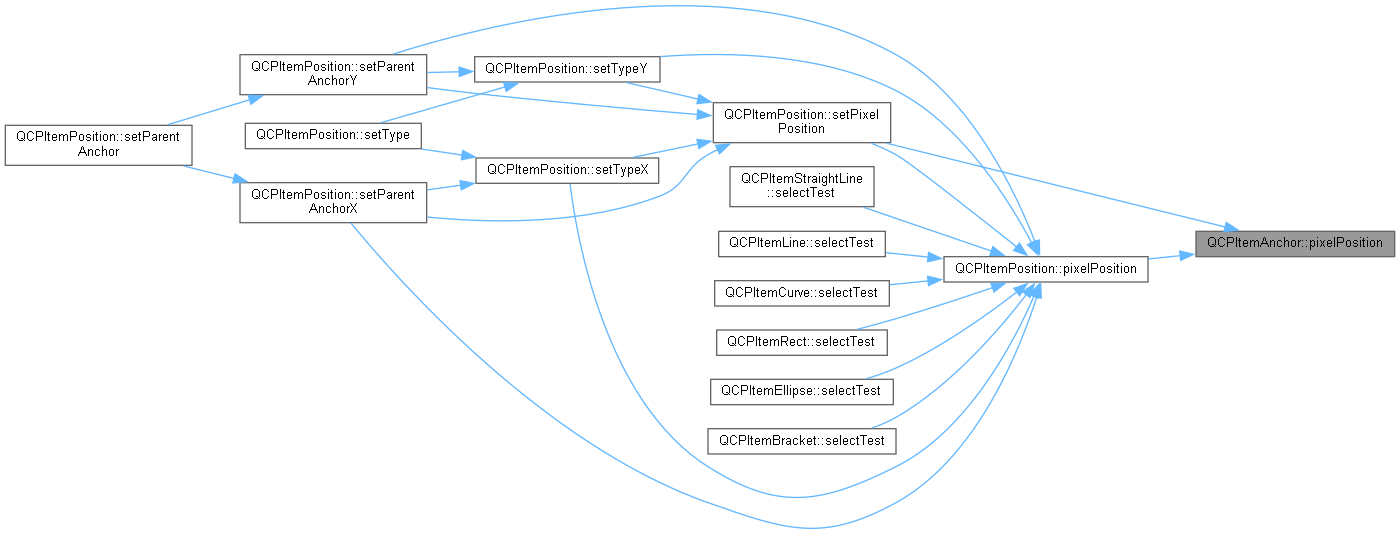 QCPItemPosition::setParent
AnchorY
QCPItemPosition::setTypeY
QCPItemPosition::setPixel
Position
QCPItemPosition::setType
QCPItemPosition::setParent
Anchor
QCPItemPosition::setTypeX
QCPItemStraightLine
::selectTest
QCPItemPosition::setParent
AnchorX
QCPItemLine::selectTest
QCPItemAnchor::pixelPosition
QCPItemPosition::pixelPosition
QCPItemCurve::selectTest
QCPItemRect::selectTest
QCPItemEllipse::selectTest
QCPItemBracket::selectTest